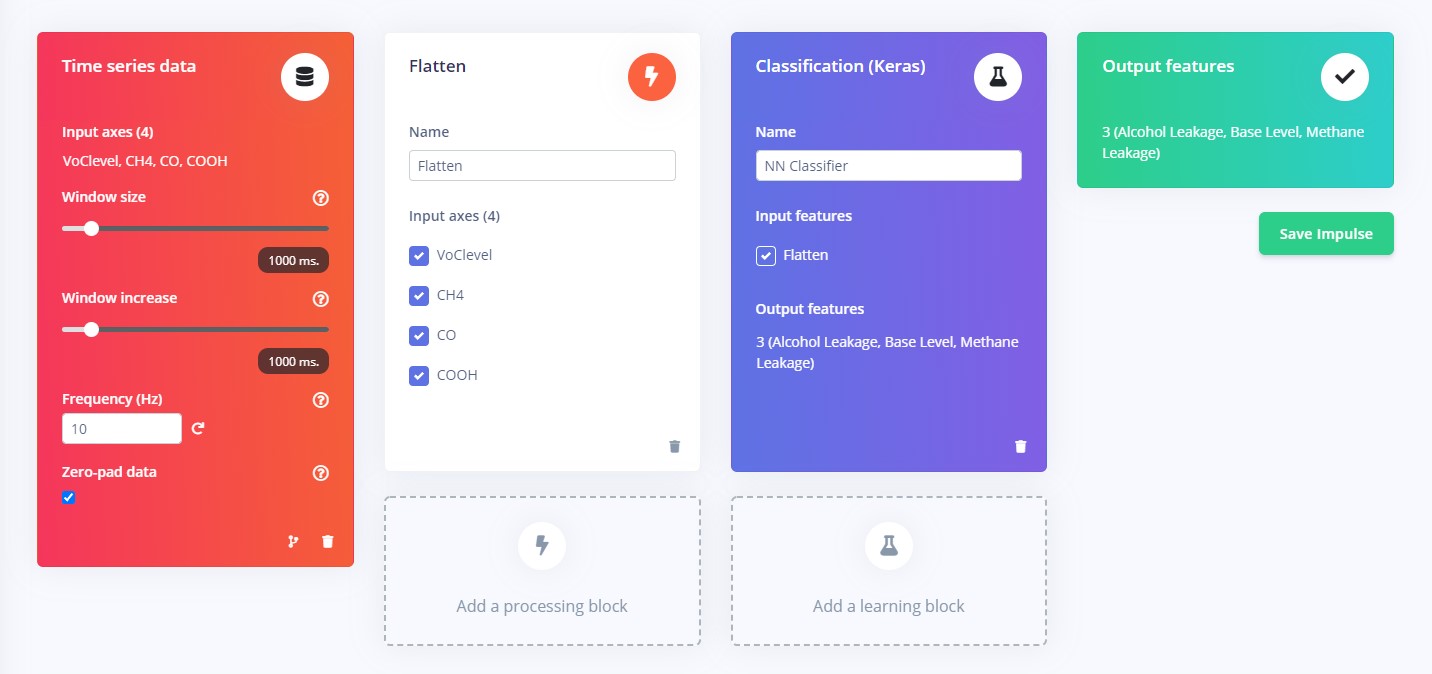 Time series data
Input axes (4)
VoClevel, CH4, CO, COOH
Window size
1000 ms.
Window increase
1000 ms.
Frequency (Hz)
10
Zero-pad data
Flatten
Name
Flatten
Input axes (4)
VoClevel
CH4
CO
COOH
Add a processing block
Classification (Keras)
Name
NN Classifier
Input features
Flatten
Output features
3 (Alcohol Leakage, Base Level, Methane
Leakage)
Add a learning block
Output features
3 (Alcohol Leakage, Base Level, Methane
Leakage)
Save Impulse